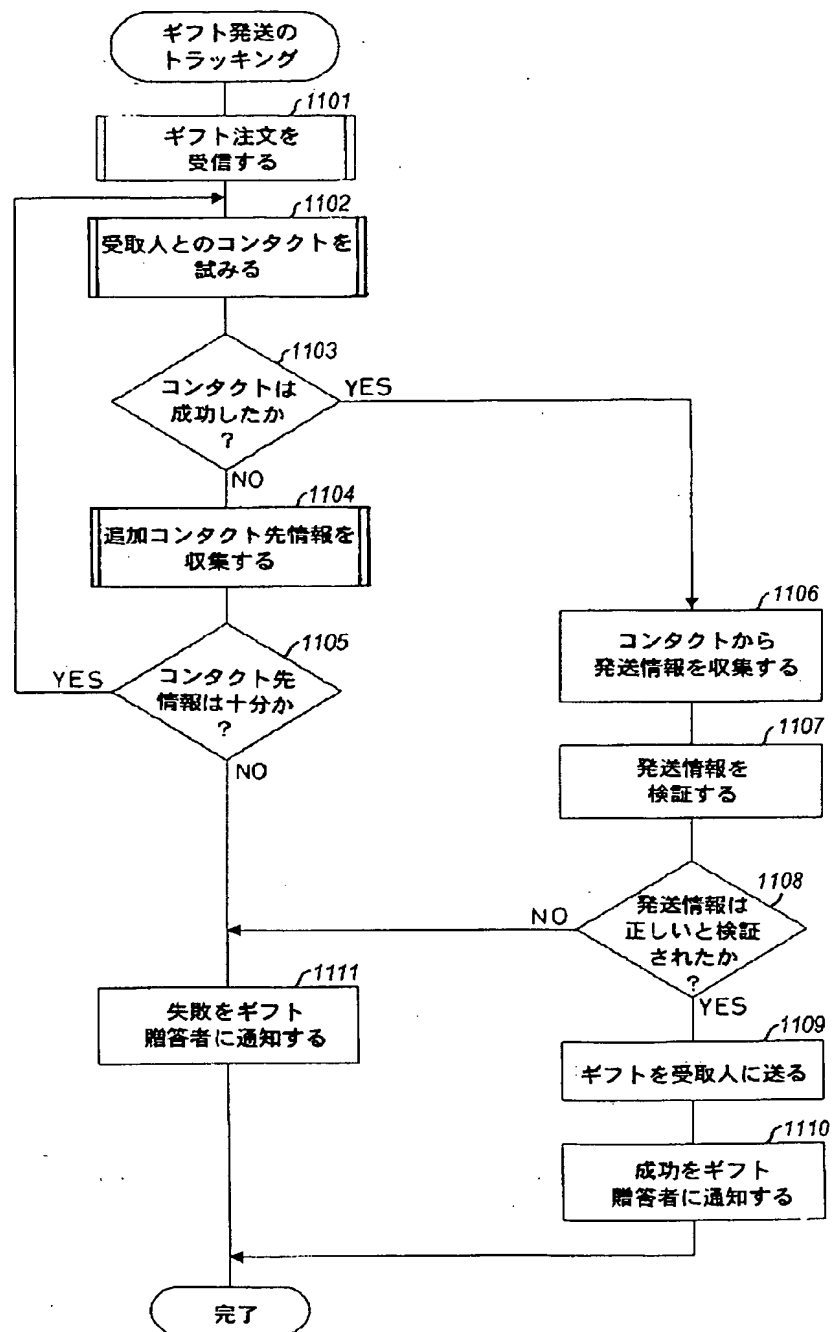 ギフト発送の
トラッキング
1101
ギフト注文を
受信する
1102
受取人とのコンタクトを
試みる
1103
コンタクトは
成功したか
?
YES
NO
1104
追加コンタクト先情報を
収集する
1105
コンタクト先
情報は十分か
?
YES
NO
1106
コンタクトから
発送情報を収集する
1107
発送情報を
検証する
1108
発送情報は
正しいと検証
されたか
?
NO
YES
1109
ギフトを受取人に送る
1110
成功をギフト
贈答者に通知する
1111
失敗をギフト
贈答者に通知する
完了